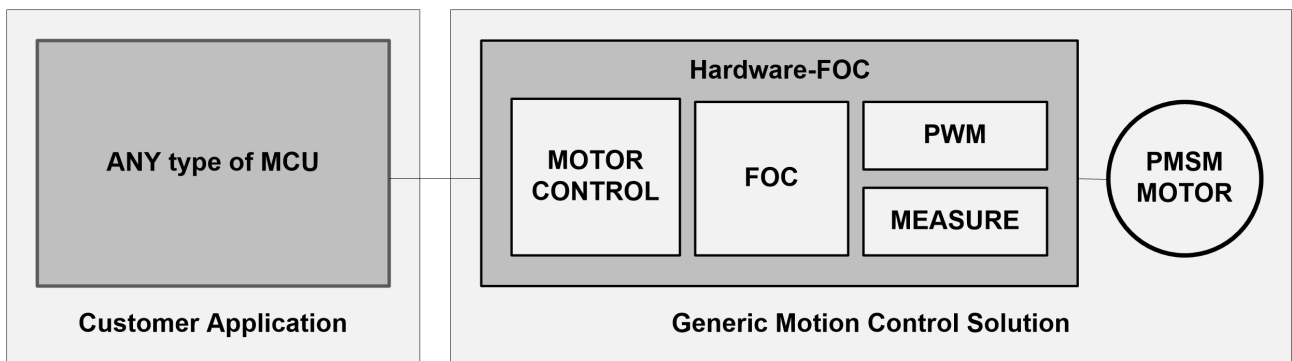 ANY type of MCU
Customer Application
Hardware-FOC
MOTOR
CONTROL
FOC
PWM
MEASURE
PMSM
MOTOR
Generic Motion Control Solution